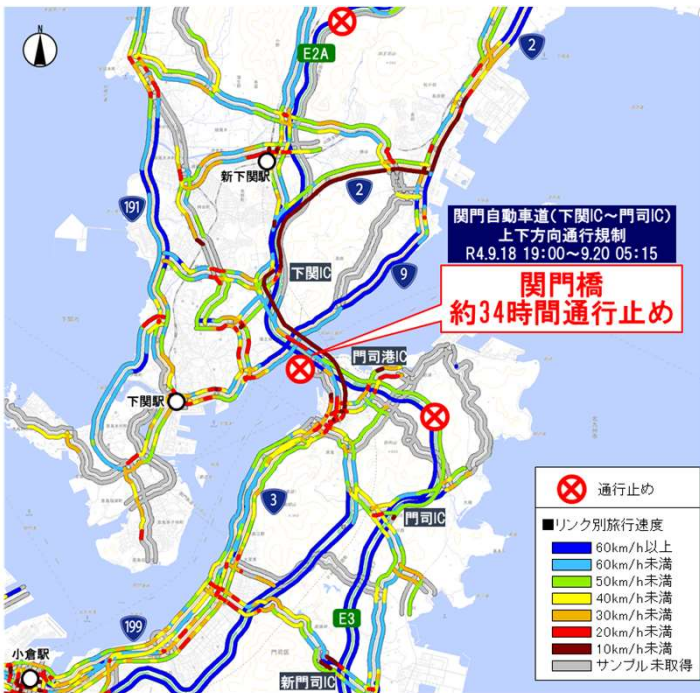 N
E2A
2
新下関駅
191
2
関門自動車道(下関IC~門司IC)
上下方向通行規制
R4.9.18 19:00~9.20 05:15
下関IC
9
関門橋
約34時間通行止め
門司港IC
下関駅
3
門司IC
199
E3
小倉駅
新門司IC
通行止め
■リンク別旅行速度
60km/h以上
60km/h未満
50km/h未満
40km/h未満
30km/h未満
20km/h未満
10km/h未満
サンプル未取得